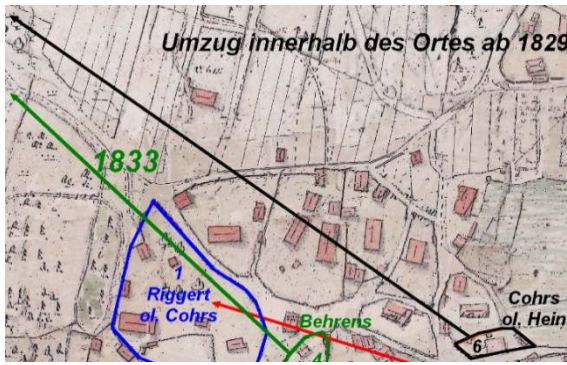 Umzug innerhalb des Ortes ab 1829
1833
1
Riggert
ol, Cohrs
Behrens
4
Cohrs
ol, Hein
6